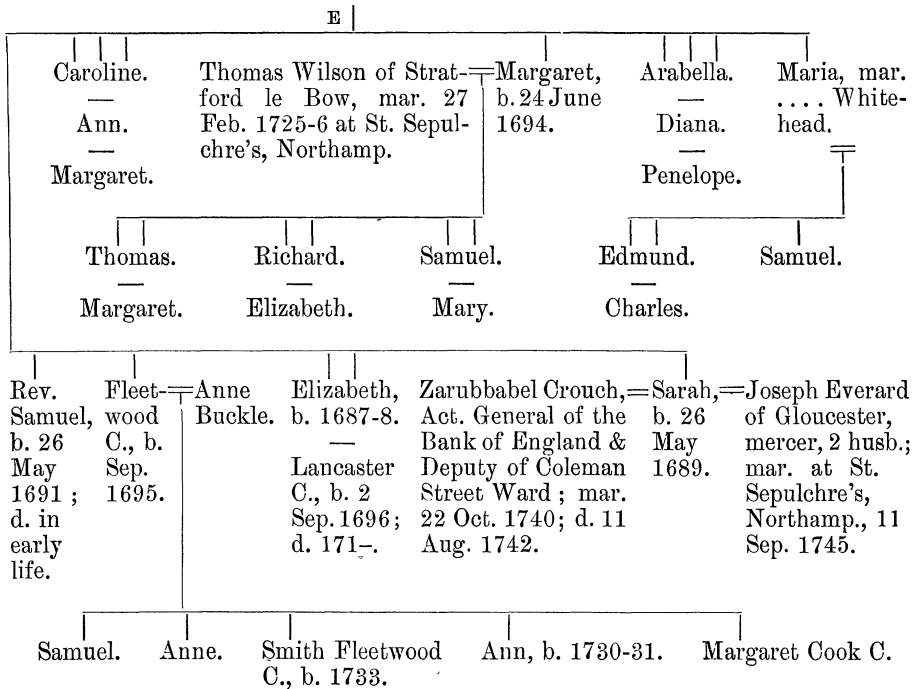 E
Caroline.
—
Ann.
—
Margaret.
Thomas Wilson of Strat-
ford le Bow, mar. 27
Feb. 1725-6 at St. Sepul-
chre's, Northamp.
Margaret,
b. 24 June
1694.
Arabella.
—
Diana.
—
Penelope.
Maria, mar.
.... White-
head.
Thomas.
—
Margaret.
Richard.
—
Elizabeth.
Samuel.
—
Mary.
Edmund.
—
Charles.
Samuel.
Rev.
Samuel,
b. 26
May
1691 ;
d. in
early
life.
Fleet-
wood
C., b.
Sep.
1695.
Anne
Buckle.
Elizabeth,
b. 1687-8.
—
Lancaster
C., b. 2
Sep. 1696;
d. 171–.
Zarubbabel Crouch,
Act. General of the
Bank of England &
Deputy of Coleman
Street Ward ; mar.
22 Oct. 1740; d. 11
Aug. 1742.
Sarah,
b. 26
May
1689.
Joseph Everard
of Gloucester,
mercer, 2 husb.;
mar. at St.
Sepulchre's,
Northamp., 11
Sep. 1745.
Samuel.
Anne.
Smith Fleetwood
C., b. 1733.
Ann, b. 1730-31.
Margaret Cook C.